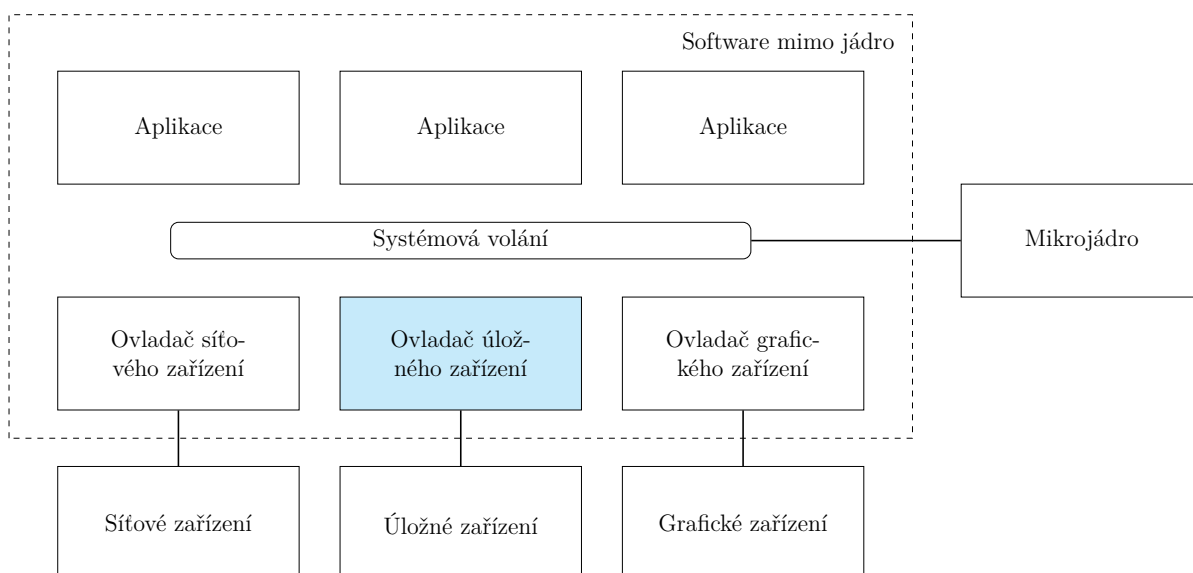 Software mimo jádro
Aplikace
Aplikace
Aplikace
Systémová volání
Mikrojádro
Ovladač síťo-
vého zařízení
Ovladač úlož-
ného zařízení
Ovladač grafic-
kého zařízení
Síťové zařízení
Úložné zařízení
Grafické zařízení